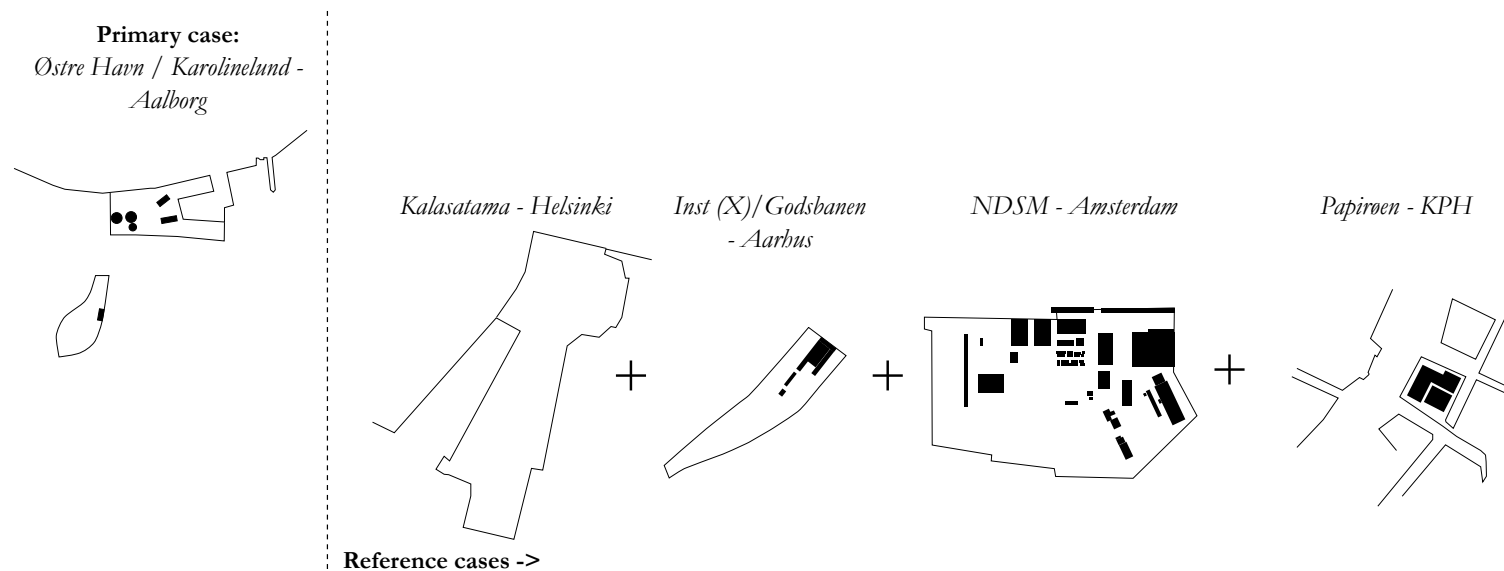 Primary case:
Østre Havn / Karolinelund -
Aalborg
Kalasatama - Helsinki
Inst (X)/Godsbanen
- Aarhus
NDSM - Amsterdam
Papirøen - KPH
+
+
+
Reference cases ->